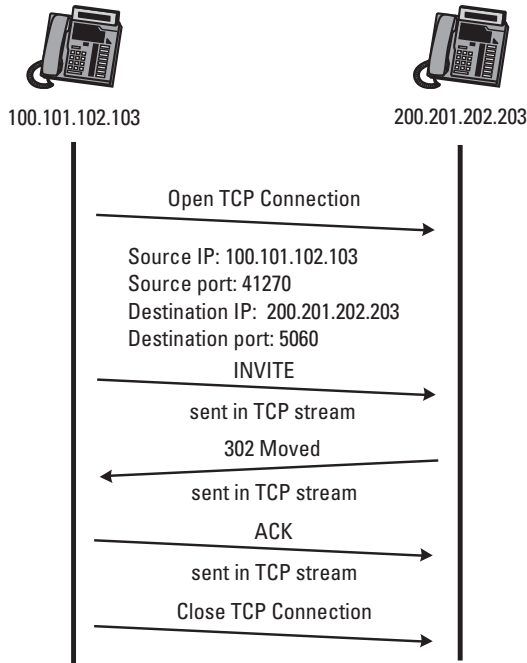 100.101.102.103
200.201.202.203
Open TCP Connection
Source IP: 100.101.102.103
Source port: 41270
Destination IP: 200.201.202.203
Destination port: 5060
INVITE
sent in TCP stream
302 Moved
sent in TCP stream
ACK
sent in TCP stream
Close TCP Connection